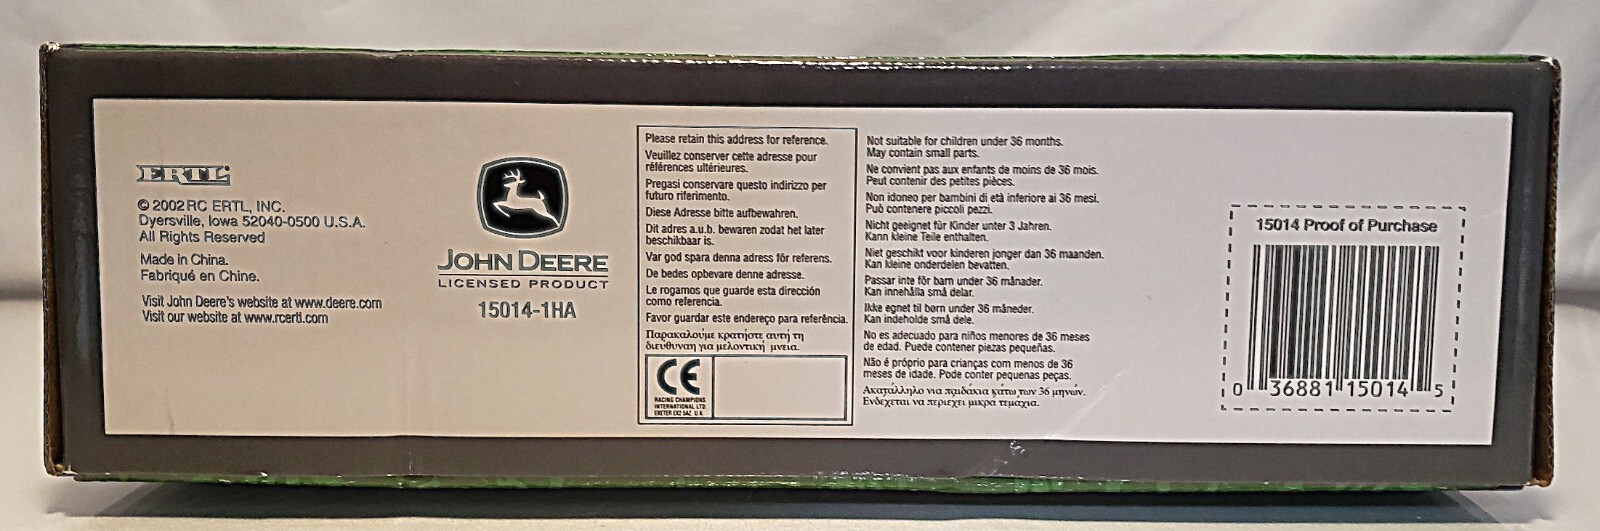 ERTL
© 2002 RC ERTL, INC.
Dyersville, Iowa 52040-0500 U.S.A.
All Rights Reserved
Made in China.
Fabriqué en Chine.
Visit John Deere's website at www.deere.com
Visit our website at www.rcertl.com
JOHN DEERE
LICENSED PRODUCT
15014-1HA
Please retain this address for reference.
Veuillez conserver cette adresse pour
références ultérieures.
Pregasi conservare questo indirizzo per
futuro riferimento.
Diese Adresse bitte aufbewahren.
Dit adres a.u.b. bewaren zodat het later
beschikbaar is.
Var god spara denna adress för referens.
De bedes opbevare denne adresse.
Le rogamos que guarde esta dirección
como referencia.
Favor guardar este endereço para referência.
Παρακαλούμε κρατήστε αυτή τη
διευθυναη για μελοντική μνεια.
CE
RACING CHAMPIONS
INTERNATIONAL LTD
EXETER EX2 5AZ U.K.
Not suitable for children under 36 months.
May contain small parts.
Ne convient pas aux enfants de moins de 36 mois.
Peut contenir des petites pièces.
Non idoneo per bambini di età inferiore ai 36 mesi.
Può contenere piccoli pezzi.
Nicht geeignet für Kinder unter 3 Jahren.
Kann kleine Teile enthalten.
Niet geschikt voor kinderen jonger dan 36 maanden.
Kan kleine onderdelen bevatten.
Passar inte för barn under 36 månader.
Kan innehålla små delar.
Ikke egnet til børn under 36 måneder.
Kan indeholde små dele.
No es adecuado para niños menores de 36 meses
de edad. Puede contener piezas pequeñas.
Não é próprio para crianças com menos de 36
meses de idade. Pode conter pequenas peças.
Ακατάλληλο νια παιδάκια κάτω των 36 μηνών.
Ενδεχεται να περιεχει μικρα τεμαχια.
15014 Proof of Purchase
0 36881 15014 5